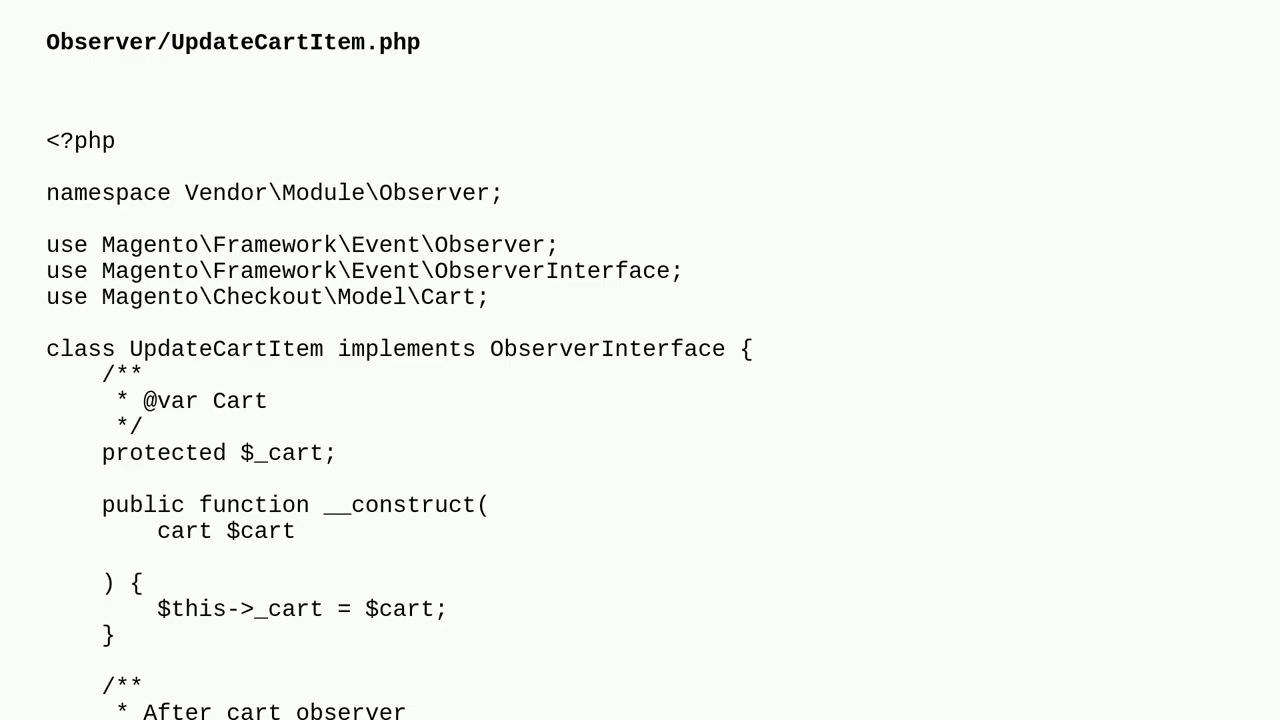 Observer/UpdateCartItem.php
<?php
namespace Vendor\Module\Observer;
use Magento\Framework\Event\Observer;
use Magento\Framework\Event\ObserverInterface;
use Magento\Checkout\Model\Cart;
class UpdateCartItem implements ObserverInterface {
/**
* @var Cart
*/
protected $_cart;
public function __construct(
cart $cart
) {
$this->_cart = $cart;
}
/**
* After cart observer